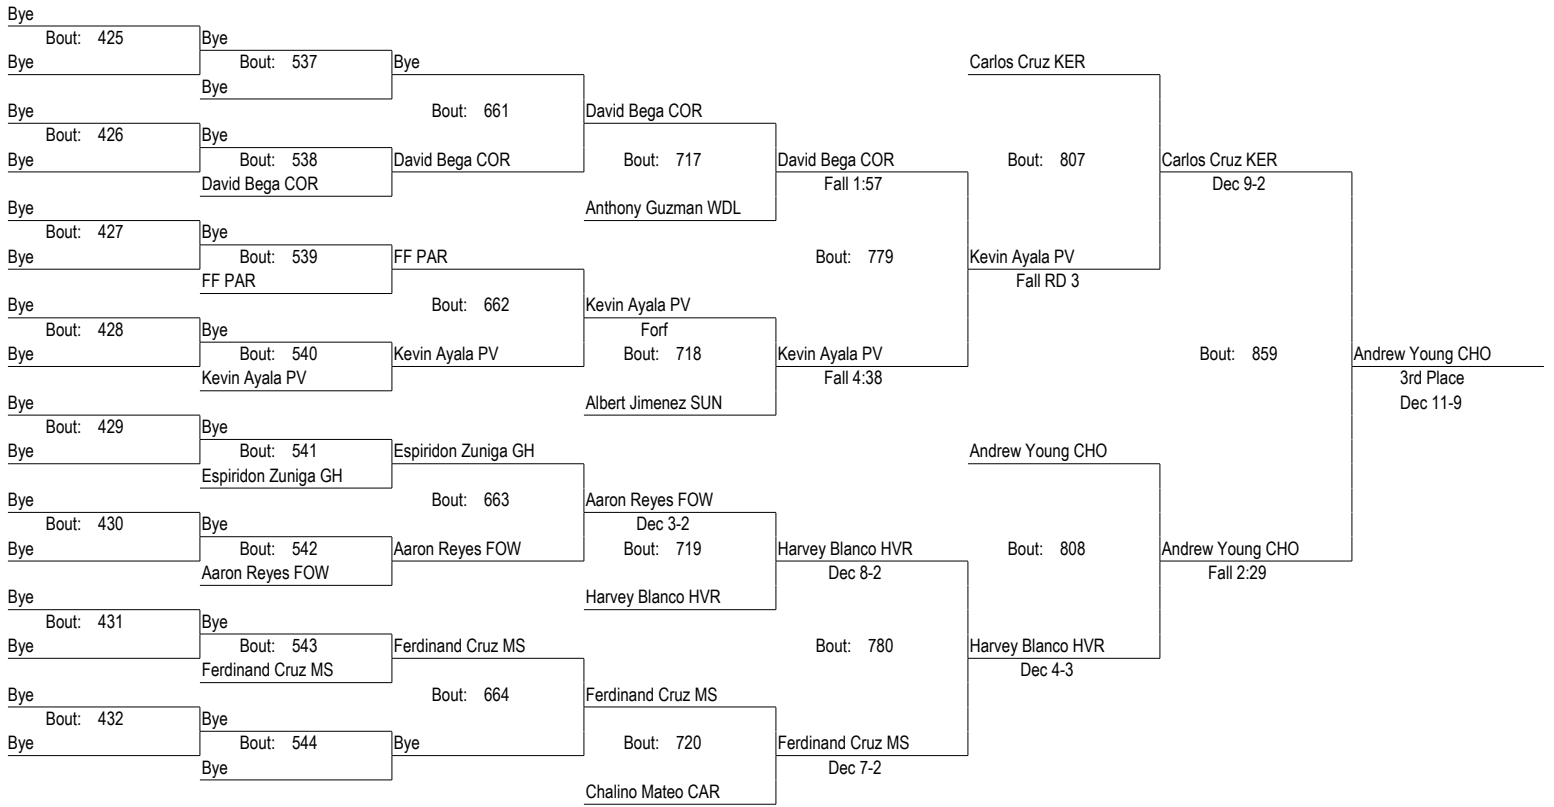 Bye
Bout: 425
Bye
Bye
Bout: 537
Bye
Carlos Cruz KER
Bye
Bye
Bout: 661
David Bega COR
Bout: 426
Bye
Bye
Bout: 538
David Bega COR
Bout: 717
David Bega COR
Bout: 807
Carlos Cruz KER
David Bega COR
Fall 1:57
Dec 9-2
Bye
Anthony Guzman WDL
Bout: 427
Bye
Bye
Bout: 539
FF PAR
Bout: 779
Kevin Ayala PV
FF PAR
Fall RD 3
Bye
Bout: 662
Kevin Ayala PV
Bout: 428
Bye
Forf
Bye
Bout: 540
Kevin Ayala PV
Bout: 718
Kevin Ayala PV
Bout: 859
Andrew Young CHO
Kevin Ayala PV
Fall 4:38
3rd Place
Bye
Albert Jimenez SUN
Dec 11-9
Bout: 429
Bye
Bye
Bout: 541
Espiridon Zuniga GH
Andrew Young CHO
Espiridon Zuniga GH
Bye
Bout: 663
Aaron Reyes FOW
Bout: 430
Bye
Dec 3-2
Bye
Bout: 542
Aaron Reyes FOW
Bout: 719
Harvey Blanco HVR
Bout: 808
Andrew Young CHO
Aaron Reyes FOW
Dec 8-2
Fall 2:29
Bye
Harvey Blanco HVR
Bout: 431
Bye
Bye
Bout: 543
Ferdinand Cruz MS
Bout: 780
Harvey Blanco HVR
Ferdinand Cruz MS
Dec 4-3
Bye
Bout: 664
Ferdinand Cruz MS
Bout: 432
Bye
Bye
Bout: 544
Bye
Bout: 720
Ferdinand Cruz MS
Bye
Dec 7-2
Chalino Mateo CAR